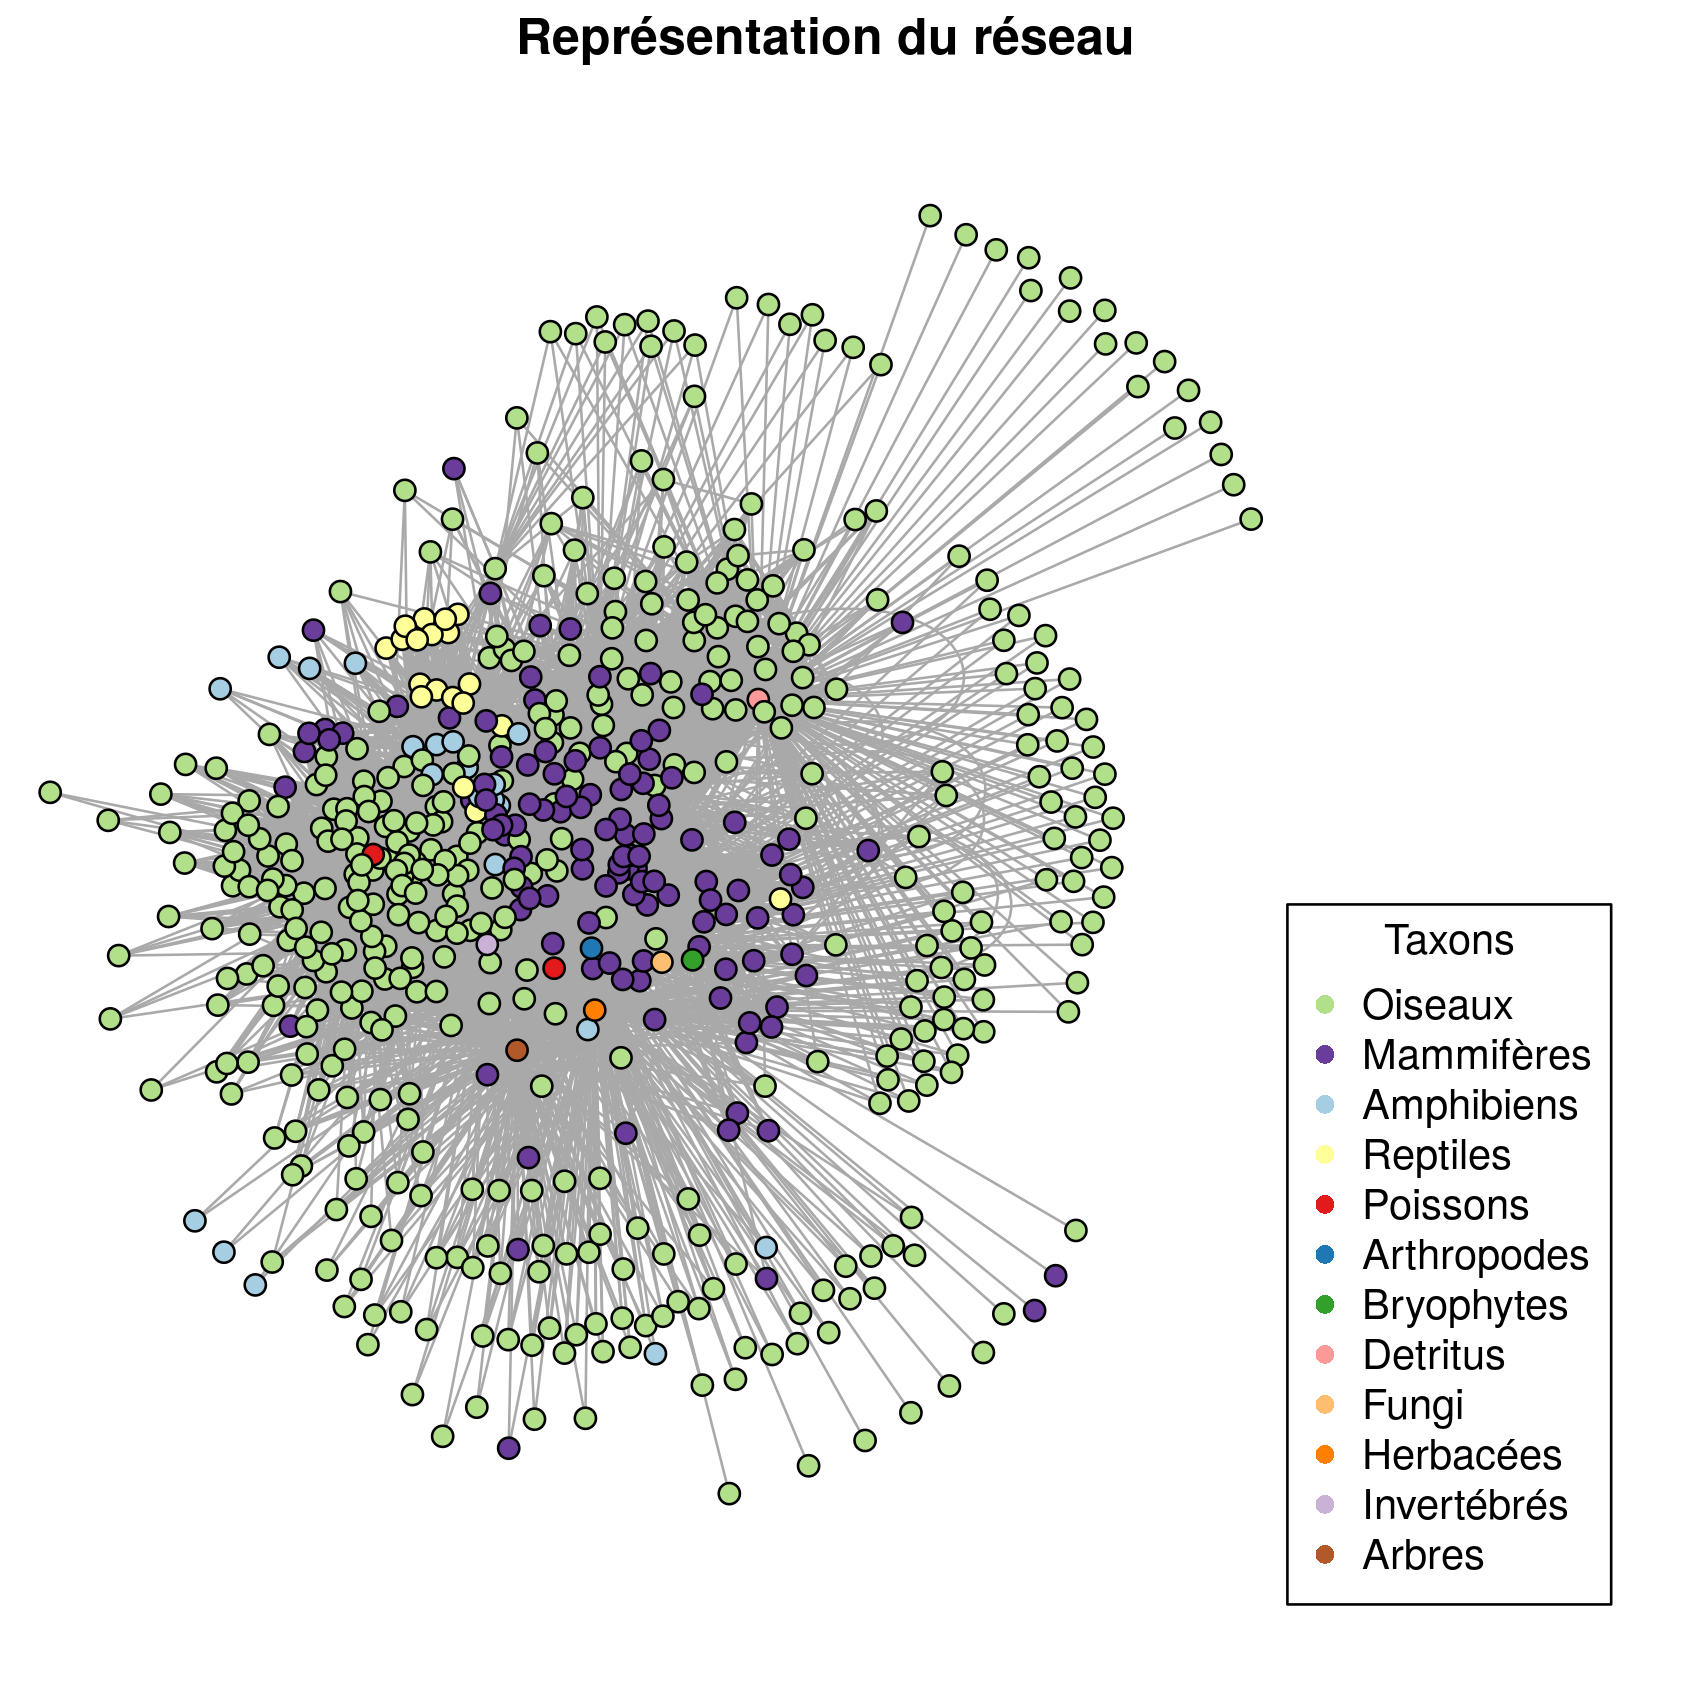 Représentation du réseau
Taxons
Oiseaux
Mammifères
Amphibiens
Reptiles
Poissons
Arthropodes
Bryophytes
Detritus
Fungi
Herbacées
Invertébrés
Arbres